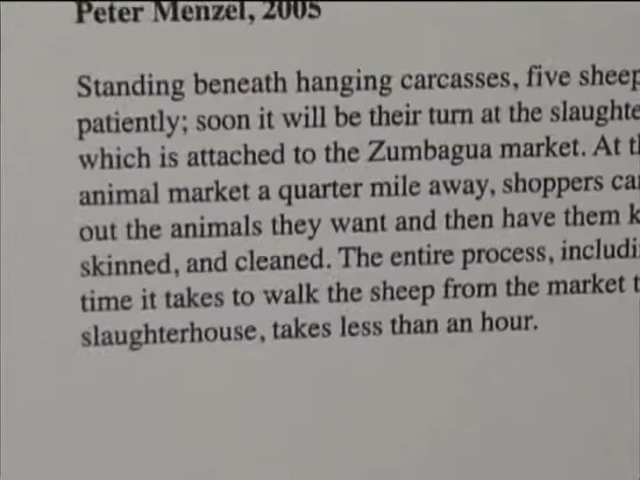 Peter Menzel, 2005
Standing beneath hanging carcasses, five sheep
patiently; soon it will be their turn at the
which is attached to the Zumbagua market. At
animal market a quarter mile away, shoppers
out the animals they want and then have them
skinned, and cleaned. The entire process,
time it takes to walk the sheep from the market
slaughterhouse, takes less than an hour.